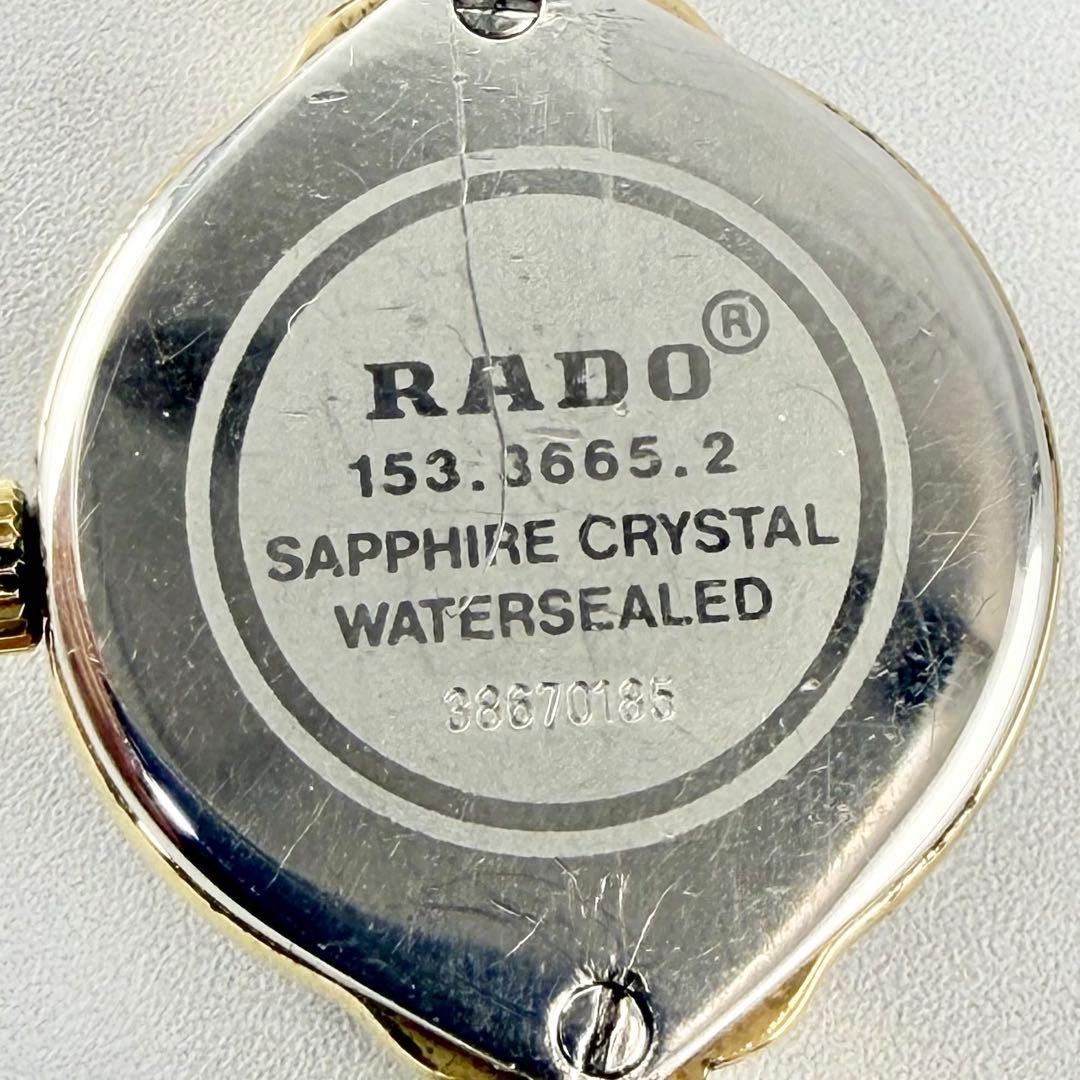 RADO®
153.3665.2
SAPPHIRE CRYSTAL
WATERSEALED
38670185